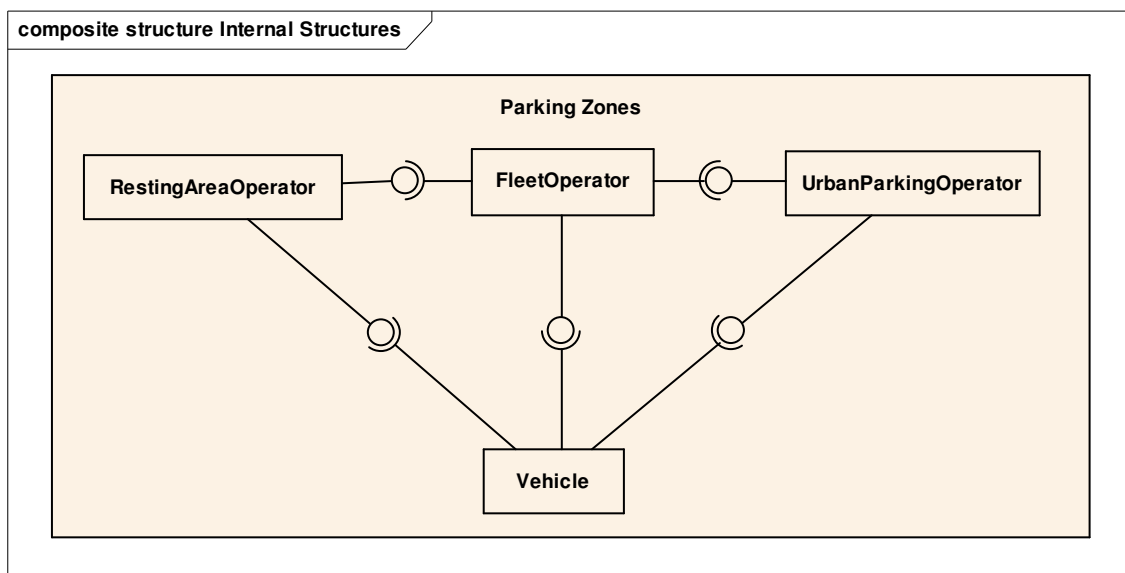 composite structure Internal Structures
Parking Zones
RestingAreaOperator
FleetOperator
UrbanParkingOperator
Vehicle